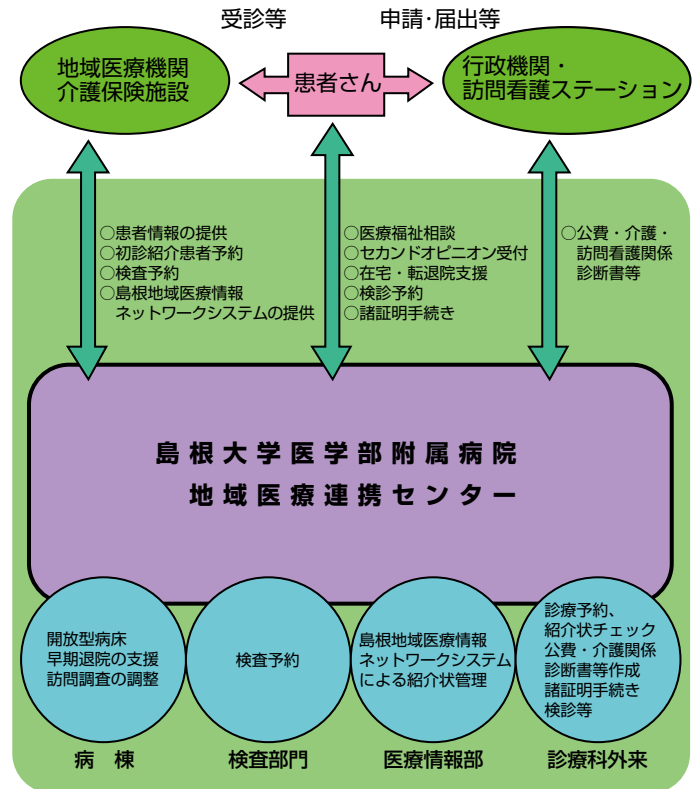 受診等
申請・届出等
地域医療機関
介護保険施設
患者さん
行政機関・
訪問看護ステーション
○患者情報の提供
○初診紹介患者予約
○検査予約
○島根地域医療情報
ネットワークシステムの提供
○医療福祉相談
○セカンドオピニオン受付
○在宅・転退院支援
○検診予約
○諸証明手続き
○公費・介護・
訪問看護関係
診断書等
島根大学医学部附属病院
地域医療連携センター
開放型病床
早期退院の支援
訪問調査の調整
病 棟
検査予約
検査部門
島根地域医療情報
ネットワークシステム
による紹介状管理
医療情報部
診療予約、
紹介状チェック
公費・介護関係
診断書等作成
諸証明手続き
検診等
診療科外来